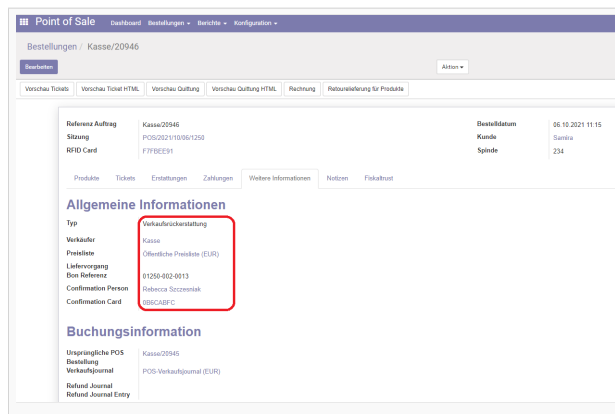 Point of Sale Dashboard Bestellungen Berichte Konfiguration
Bestellungen / Kasse/20946
Bearbeiten Aktion
Vorschau Tickets Vorschau Ticket HTML Vorschau Quittung Vorschau Quittung HTML Rechnung Retourelieferung für Produkte
Referenz Auftrag Kasse/20946 Bestelldatum 06.10.2021 11:15
Sitzung POS/2021/10/06/1250 Kunde Samira
RFID Card F7FBEE91 Spinde 234
Produkte Tickets Erstattungen Zahlungen Weitere Informationen Notizen Fiskaltrust
Allgemeine Informationen
Typ Verkaufsrückerstattung
Verkäufer Kasse
Preisliste Öffentliche Preisliste (EUR)
Liefervorgang
Bon Referenz 01250-002-0013
Confirmation Person Rebecca Szczesniak
Confirmation Card 0B6CABFC
Buchungsinformation
Ursprüngliche POS Kasse/20945
Bestellung
Verkaufsjournal POS-Verkaufsjournal (EUR)
Refund Journal
Refund Journal Entry